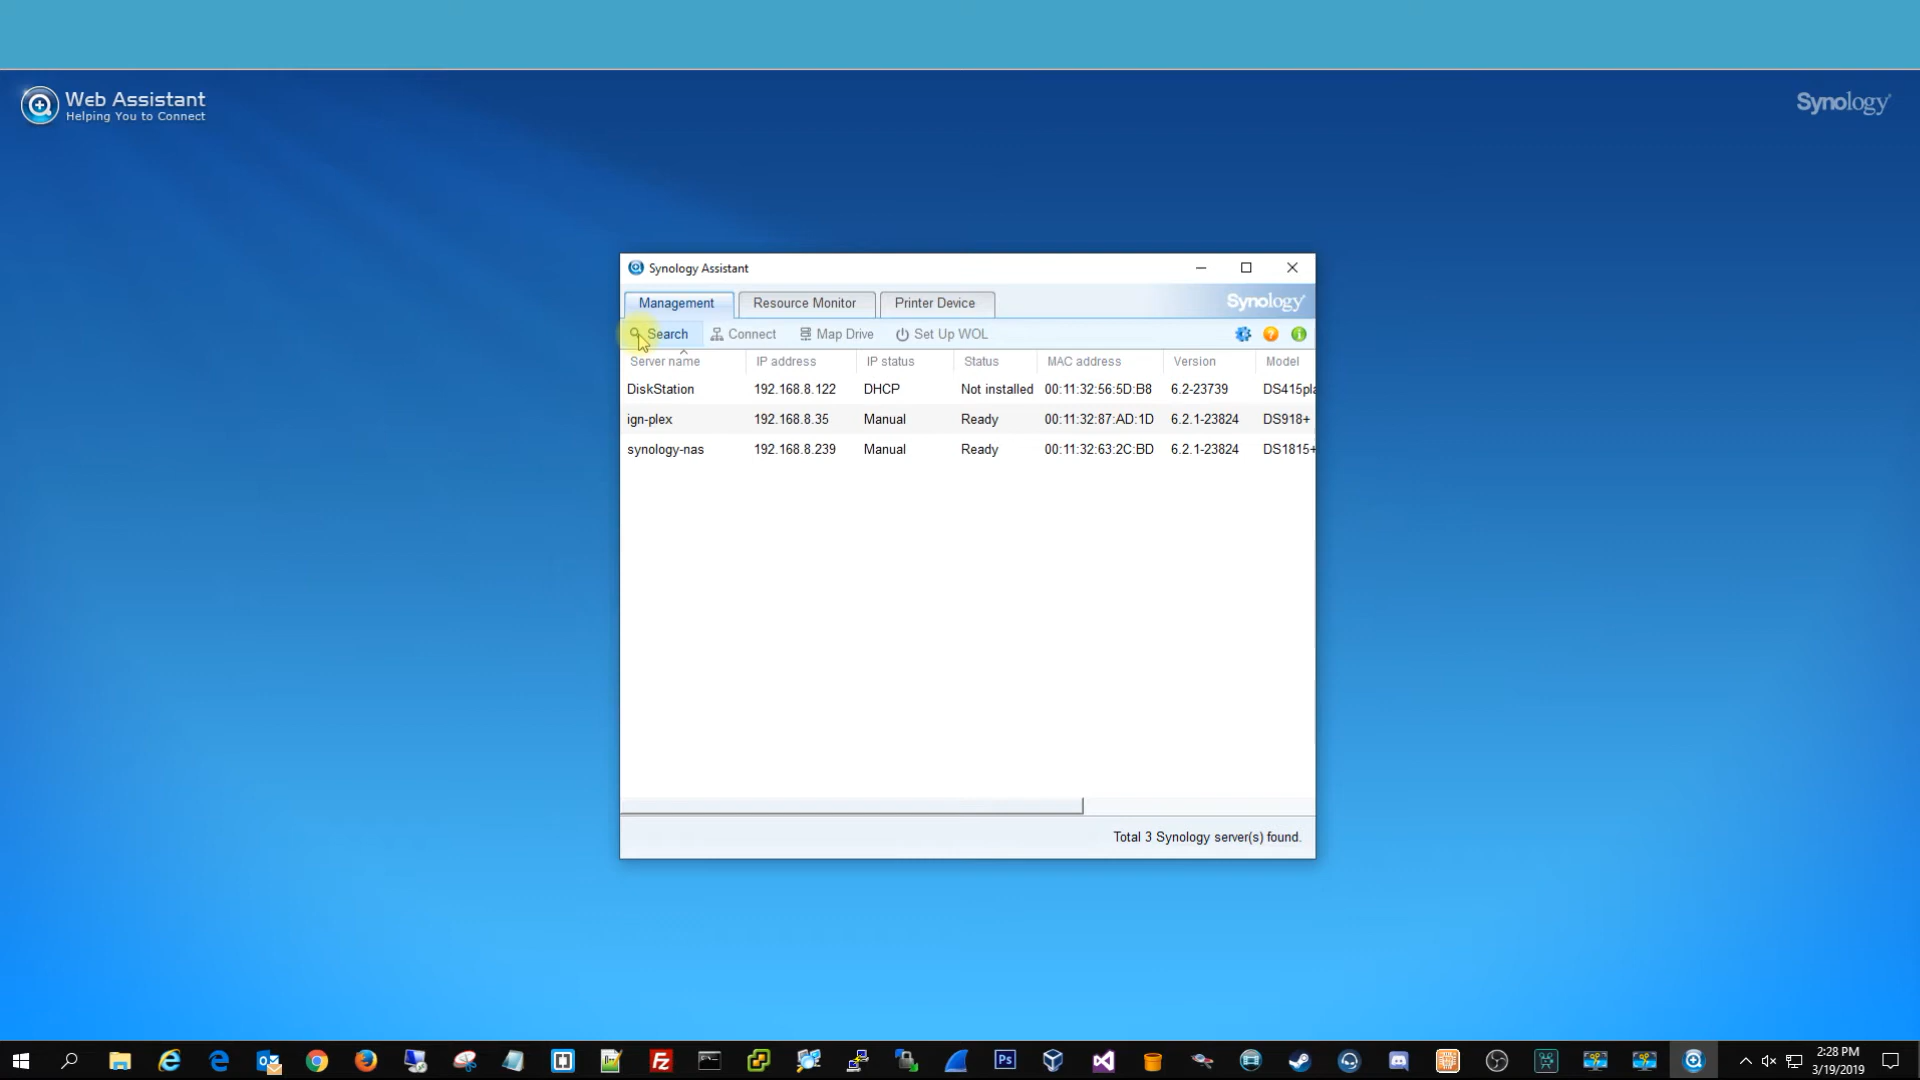 Web Assistant
Helping You to Connect
Synology
Synology Assistant
Management Resource Monitor Printer Device Synology
Search Connect Map Drive Set Up WOL
Server name IP address IP status Status MAC address Version Model
DiskStation 192.168.8.122 DHCP Not installed 00:11:32:56:5D:B8 6.2-23739 DS415pla
ign-plex 192.168.8.35 Manual Ready 00:11:32:87:AD:1D 6.2.1-23824 DS918+
synology-nas 192.168.8.239 Manual Ready 00:11:32:63:2C:BD 6.2.1-23824 DS1815+
Total 3 Synology server(s) found.
Ps
2:28 PM
3/19/2019